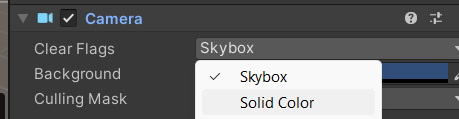 Camera
Clear Flags Skybox
Background Skybox
Culling Mask Solid Color